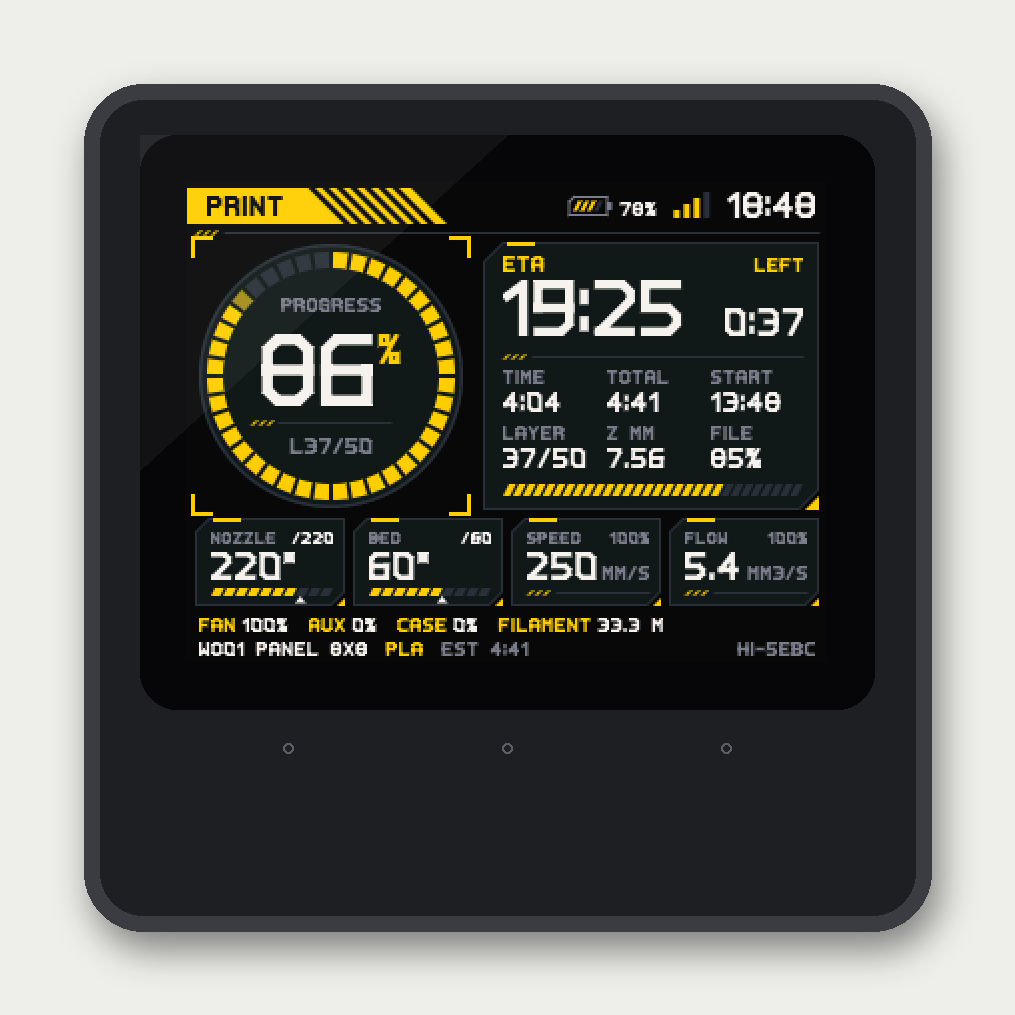 PRINT 78% 18:48
PROGRESS
86%
L37/50
ETA LEFT
19:25 0:37
TIME TOTAL START
4:04 4:41 13:48
LAYER Z MM FILE
37/50 7.56 85%
NOZZLE /220
220°
BED /60
60°
SPEED 100%
250 MM/S
FLOW 100%
5.4 MM3/S
FAN 100% AUX 0% CASE 0% FILAMENT 33.3 M
W001 PANEL 8X8 PLA EST 4:41 HI-5EBC